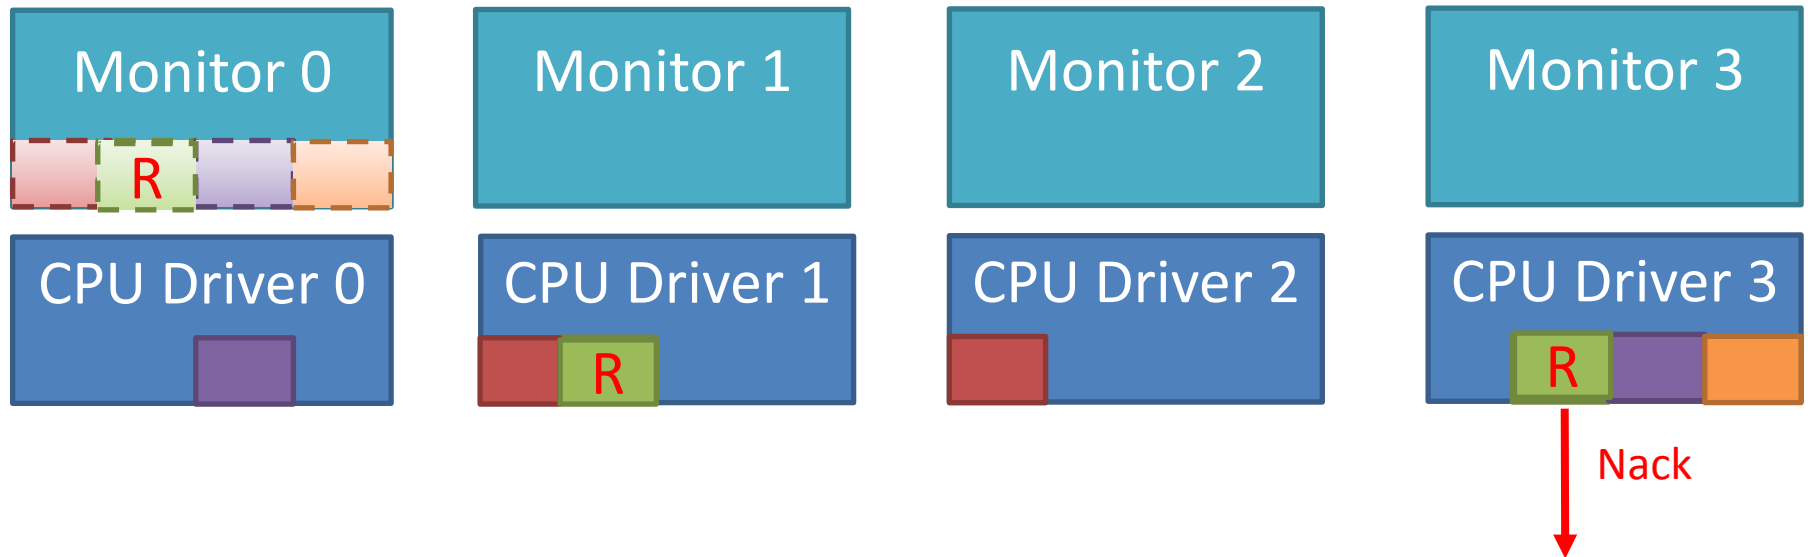 Monitor 0
Monitor 1
Monitor 2
Monitor 3
R
CPU Driver 0
CPU Driver 1
CPU Driver 2
CPU Driver 3
R
R
Nack